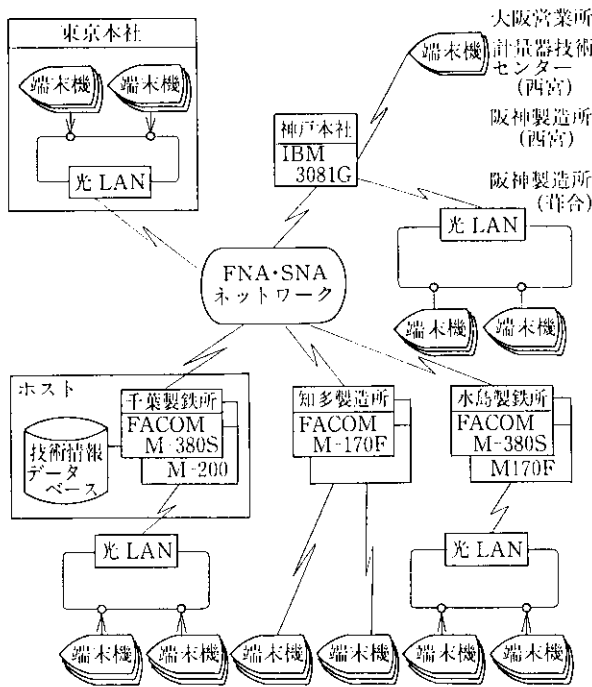 東京本社
端末機
端末機
光 LAN
端末機
大阪営業所
計量器技術
センター
(西宮)
阪神製造所
(西宮)
阪神製造所
(葺合)
神戸本社
IBM
3081G
光 LAN
端末機
端末機
FNA・SNA
ネットワーク
ホスト
技術情報
データ
ベース
千葉製鉄所
FACOM
M-380S
M-200
知多製造所
FACOM
M-170F
水島製鉄所
FACOM
M-380S
M170F
光 LAN
光 LAN
端末機
端末機
端末機
端末機
端末機
端末機